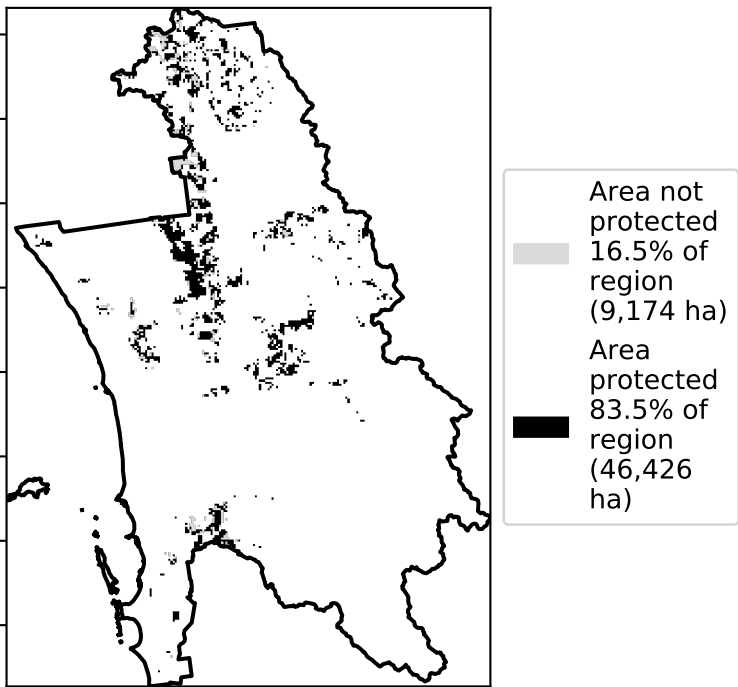 Area not
protected
16.5% of
region
(9,174 ha)
Area
protected
83.5% of
region
(46,426
ha)